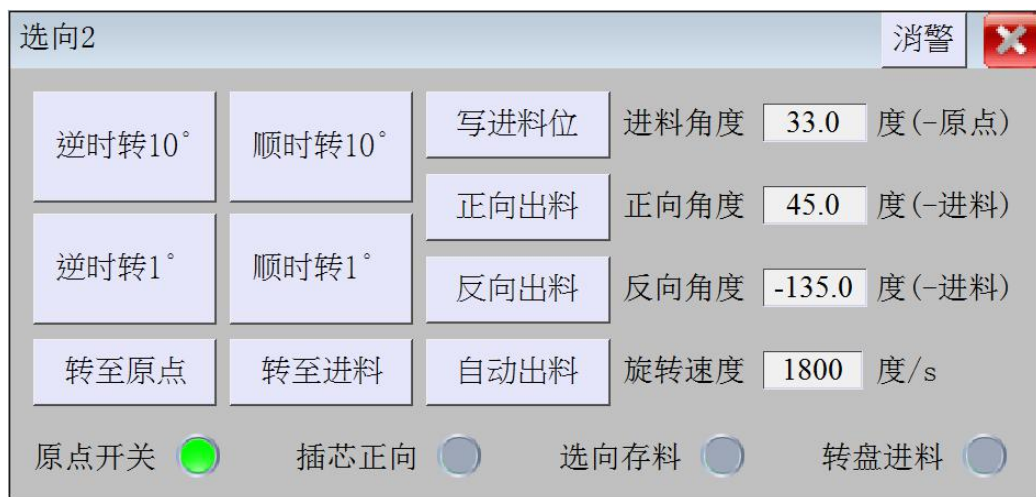 选向2 消警
逆时转10° 顺时转10° 写进料位 进料角度 33.0 度(-原点)
正向出料 正向角度 45.0 度(-进料)
逆时转1° 顺时转1° 反向出料 反向角度 -135.0 度(-进料)
转至原点 转至进料 自动出料 旋转速度 1800 度/s
原点开关 插芯正向 选向存料 转盘进料